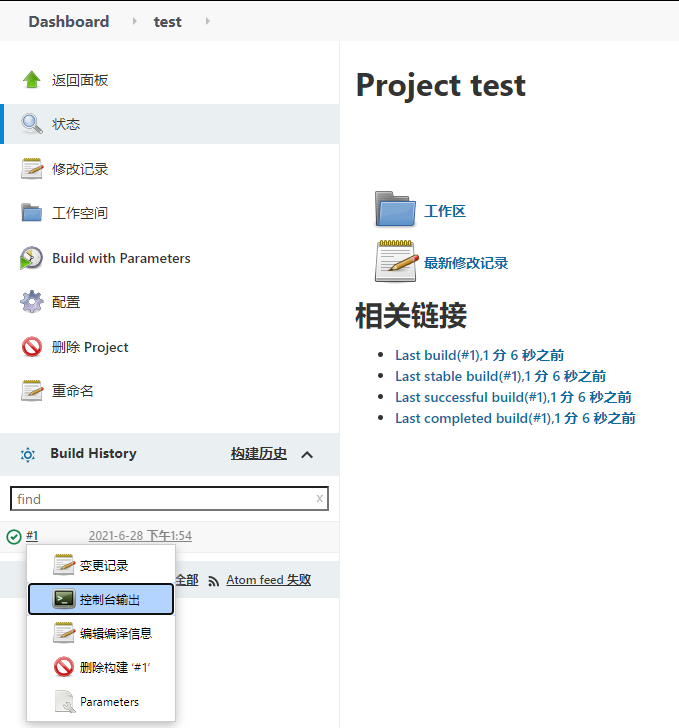 Dashboard test
返回面板
状态
修改记录
工作空间
Build with Parameters
配置
删除 Project
重命名
Build History 构建历史
find x
#1 2021-6-28 下午1:54
变更记录
控制台输出
编辑编译信息
删除构建 ‘#1’
Parameters
全部 Atom feed 失败
Project test
工作区
最新修改记录
相关链接
Last build(#1),1 分 6 秒之前
Last stable build(#1),1 分 6 秒之前
Last successful build(#1),1 分 6 秒之前
Last completed build(#1),1 分 6 秒之前